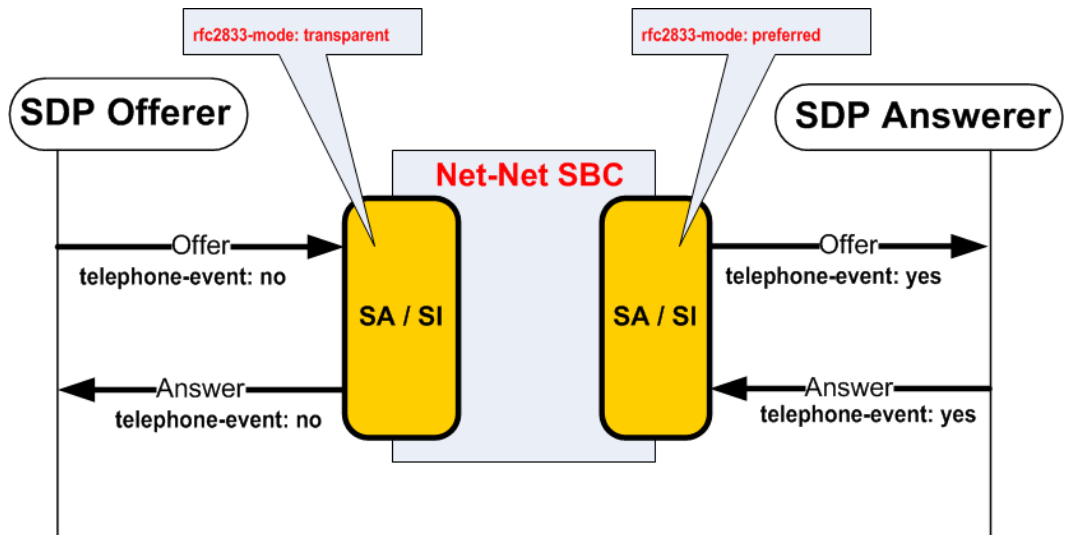 rfc2833-mode: transparent
rfc2833-mode: preferred
SDP Offerer
SDP Answerer
Net-Net SBC
Offer
telephone-event: no
Offer
telephone-event: yes
SA / SI
SA / SI
Answer
telephone-event: no
Answer
telephone-event: yes